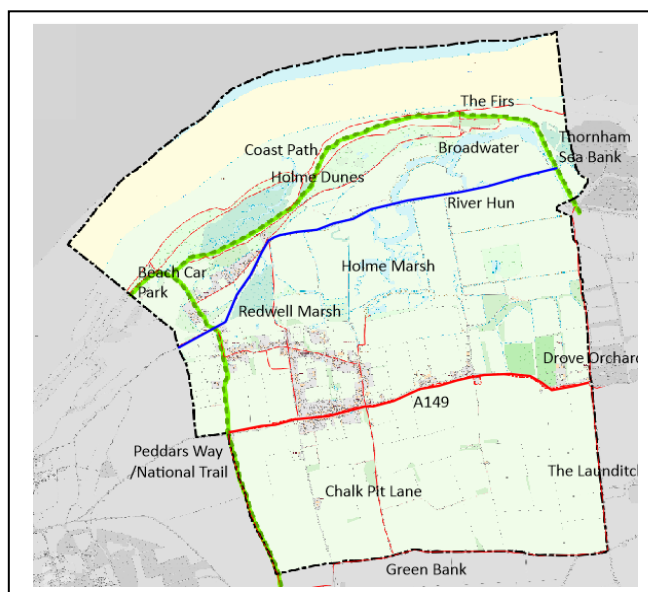 The Firs
Coast Path
Broadwater
Thornham
Sea Bank
Holme Dunes
River Hun
Beach Car
Park
Holme Marsh
Redwell Marsh
Drove Orchard
A149
Peddars Way
/National Trail
The Launditch
Chalk Pit Lane
Green Bank